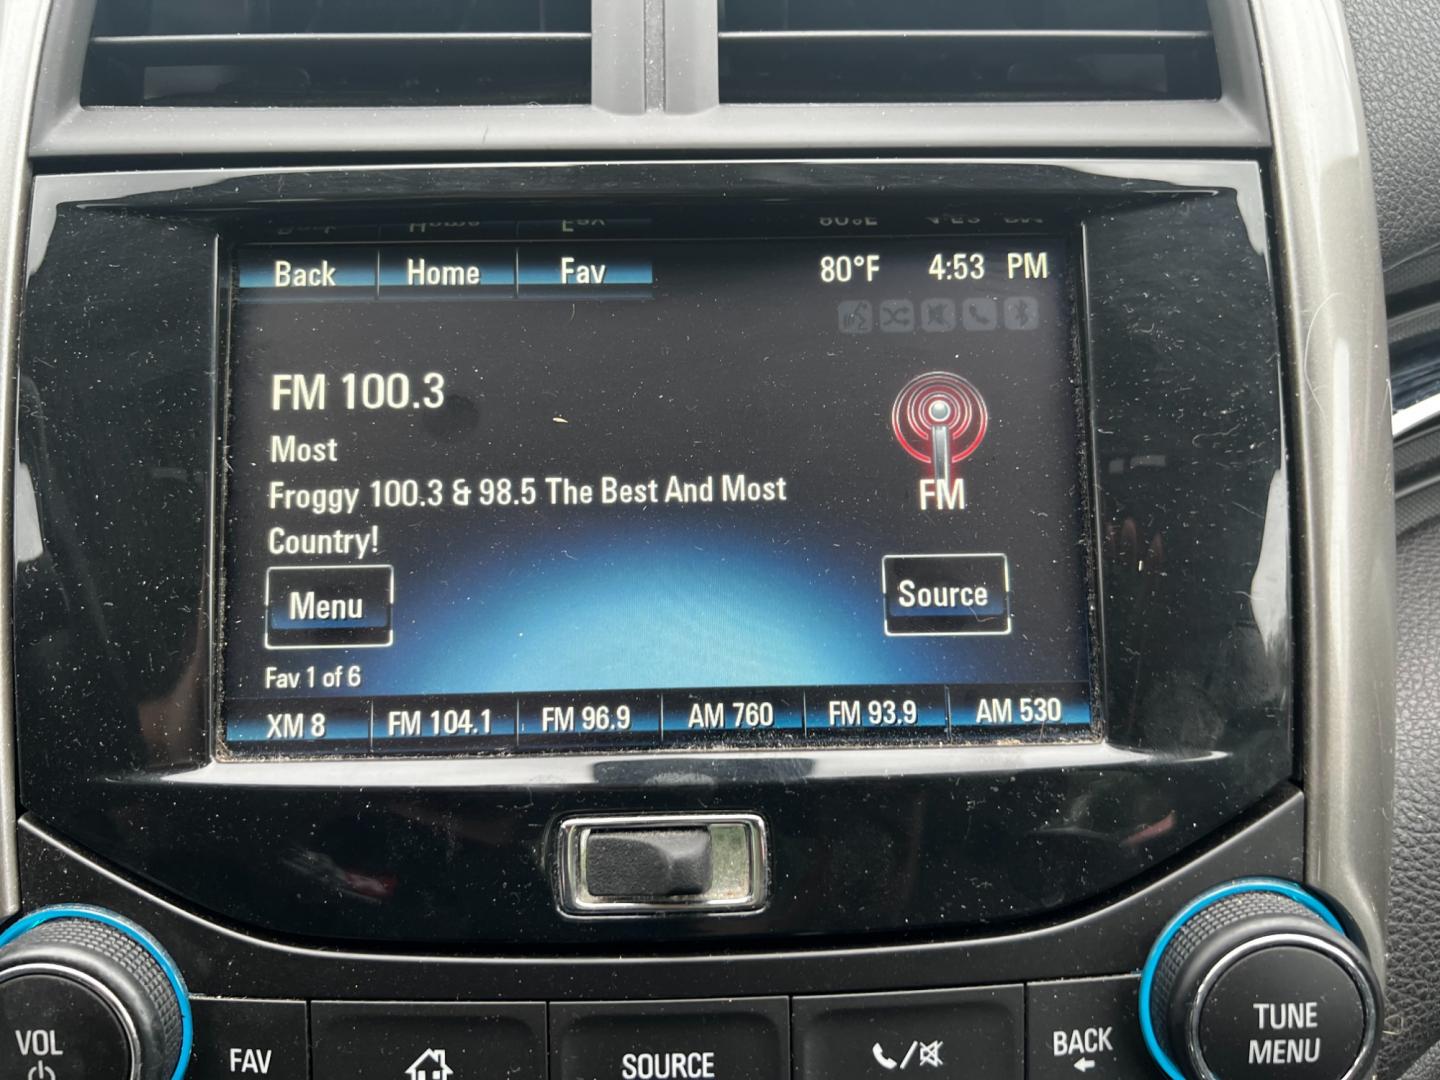 Back Home Fav 80°F 4:53 PM
FM 100.3
Most
Froggy 100.3 & 98.5 The Best And Most
Country!
FM
Menu
Source
Fav 1 of 6
XM 8 FM 104.1 FM 96.9 AM 760 FM 93.9 AM 530
VOL
FAV
SOURCE
BACK
TUNE
MENU